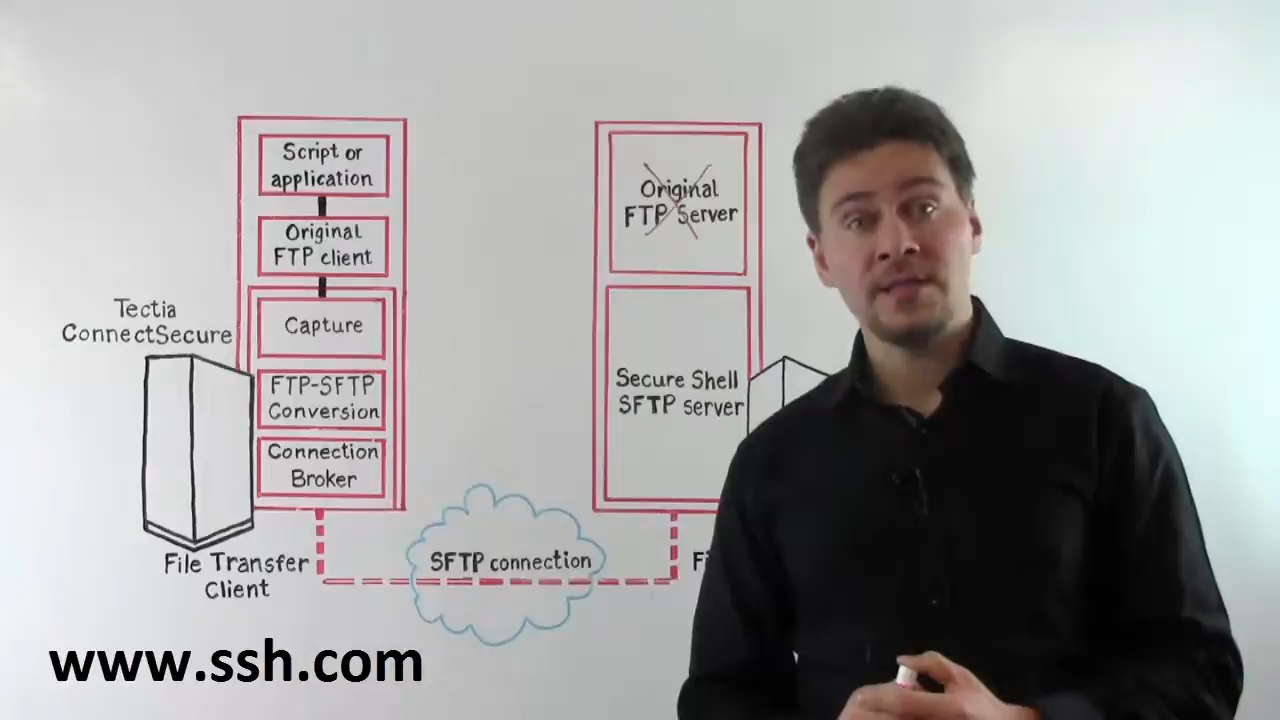 Script or
application
Original
FTP client
Tectia
ConnectSecure
Capture
FTP-SFTP
Conversion
Connection
Broker
File Transfer
Client
SFTP connection
Original
FTP Server
Secure Shell
SFTP server
www.ssh.com